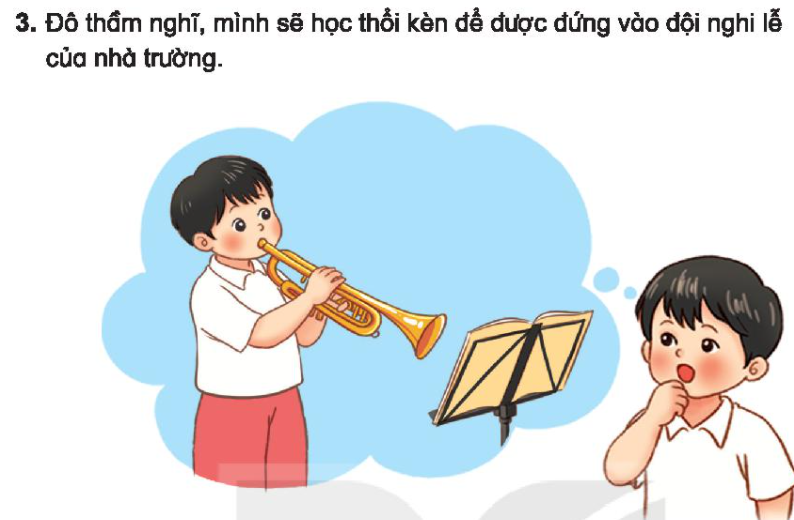 3. Đô thầm nghĩ, mình sẽ học thổi kèn để được đứng vào đội nghi lễ
của nhà trường.